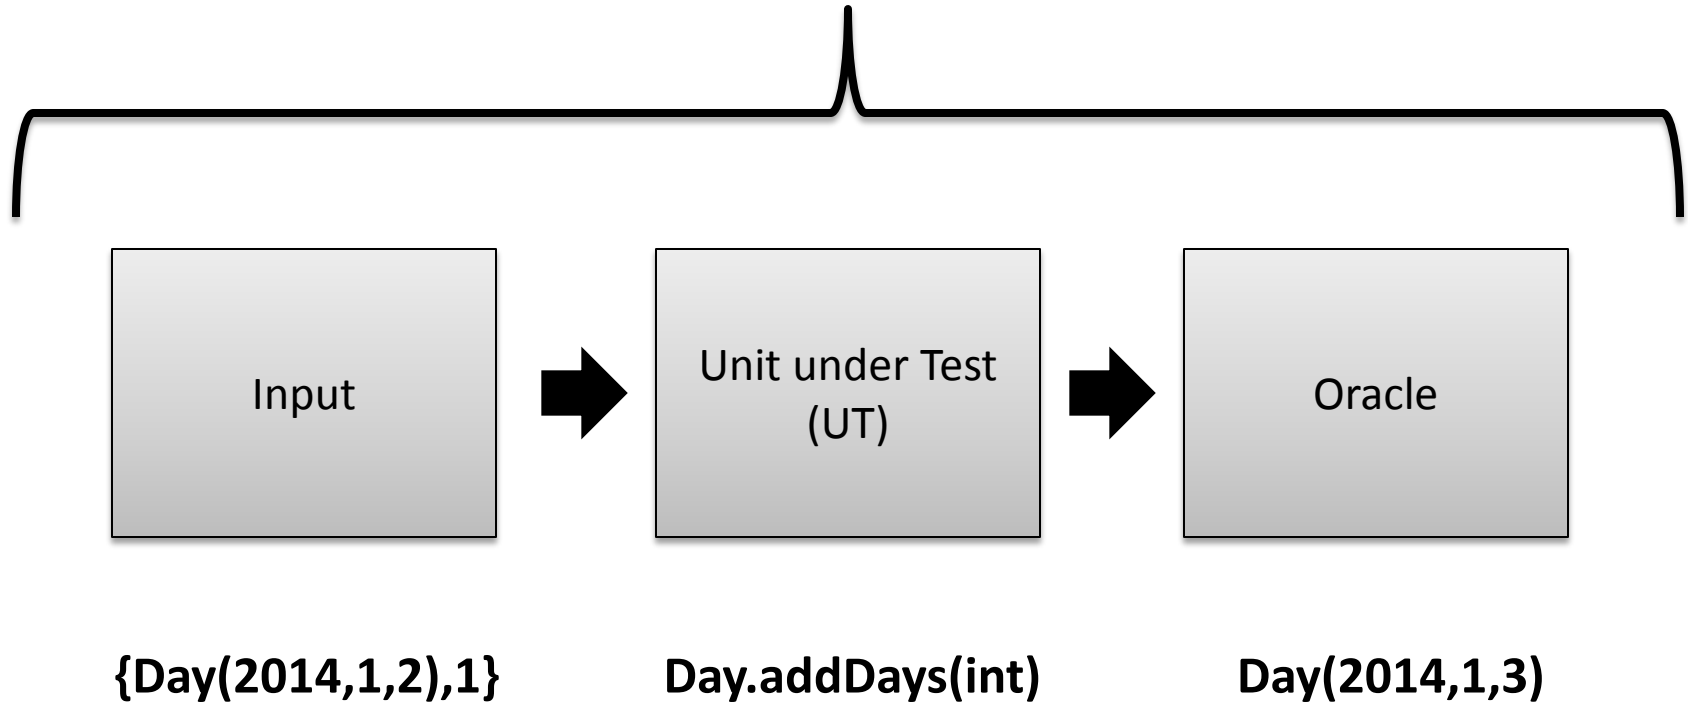 Input
Unit under Test
(UT)
Oracle
{Day(2014,1,2),1}
Day.addDays(int)
Day(2014,1,3)